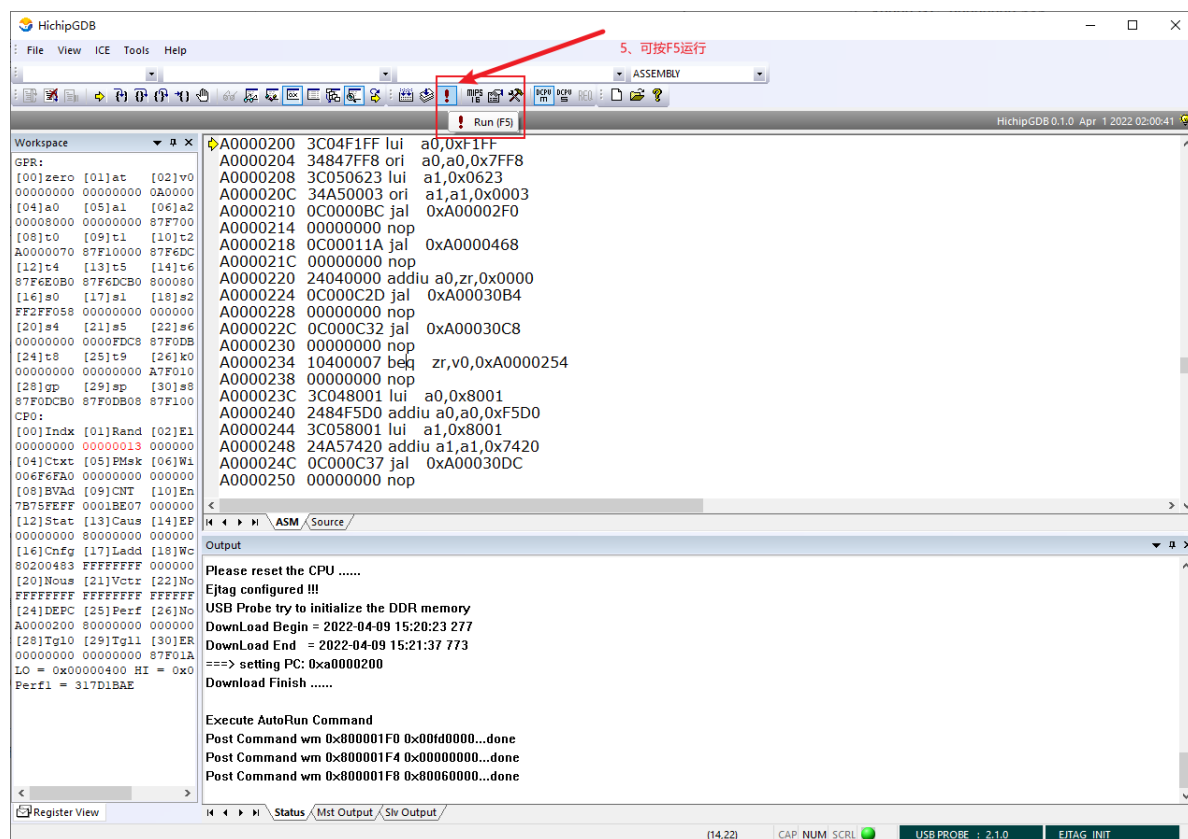 HichipGDB
File View ICE Tools Help
5、可按F5运行
ASSEMBLY
Run (F5)
HichipGDB 0.1.0 Apr 1 2022 02:00:41
Workspace
GPR:
[00]zero [01]at [02]v0
00000000 00000000 0A0000
[04]a0 [05]a1 [06]a2
00008000 00000000 87F700
[08]t0 [09]t1 [10]t2
A0000070 87F10000 87F6DC
[12]t4 [13]t5 [14]t6
87F6E0B0 87F6DCB0 800080
[16]s0 [17]s1 [18]s2
FF2FF058 00000000 000000
[20]s4 [21]s5 [22]s6
00000000 0000FDC8 87F0DB
[24]t8 [25]t9 [26]k0
00000000 00000000 A7F010
[28]gp [29]sp [30]s8
87F0DCB0 87F0DB08 87F100
CP0:
[00]Indx [01]Rand [02]El
00000000 00000013 000000
[04]Ctxt [05]PMsk [06]Wi
006F6FA0 00000000 000000
[08]BVAd [09]CNT [10]En
7B75FEFF 0001BE07 000000
[12]Stat [13]Caus [14]EP
00000000 80000000 000000
[16]Cnfg [17]Ladd [18]Wc
80200483 FFFFFFFF 000000
[20]Nous [21]Vctr [22]No
FFFFFFFF FFFFFFFF FFFFFF
[24]DEPC [25]Perf [26]No
A0000200 80000000 000000
[28]Tgl0 [29]Tgl1 [30]ER
00000000 00000000 87F01A
LO = 0x00000400 HI = 0x0
Perf1 = 317D1BAE
Register View
A0000200 3C04F1FF lui a0,0xF1FF
A0000204 34847FF8 ori a0,a0,0x7FF8
A0000208 3C050623 lui a1,0x0623
A000020C 34A50003 ori a1,a1,0x0003
A0000210 0C0000BC jal 0xA00002F0
A0000214 00000000 nop
A0000218 0C00011A jal 0xA0000468
A000021C 00000000 nop
A0000220 24040000 addiu a0,zr,0x0000
A0000224 0C000C2D jal 0xA00030B4
A0000228 00000000 nop
A000022C 0C000C32 jal 0xA00030C8
A0000230 00000000 nop
A0000234 10400007 beq zr,v0,0xA0000254
A0000238 00000000 nop
A000023C 3C048001 lui a0,0x8001
A0000240 2484F5D0 addiu a0,a0,0xF5D0
A0000244 3C058001 lui a1,0x8001
A0000248 24A57420 addiu a1,a1,0x7420
A000024C 0C000C37 jal 0xA00030DC
A0000250 00000000 nop
ASM Source
Output
Please reset the CPU ......
Ejtag configured !!!
USB Probe try to initialize the DDR memory
DownLoad Begin = 2022-04-09 15:20:23 277
DownLoad End = 2022-04-09 15:21:37 773
===> setting PC: 0xa0000200
Download Finish ......
Execute AutoRun Command
Post Command wm 0x800001F0 0x00fd0000...done
Post Command wm 0x800001F4 0x00000000...done
Post Command wm 0x800001F8 0x80060000...done
Status Mst Output Slv Output
(14,22) CAP NUM SCRL USB PROBE : 2.1.0 EJTAG INIT